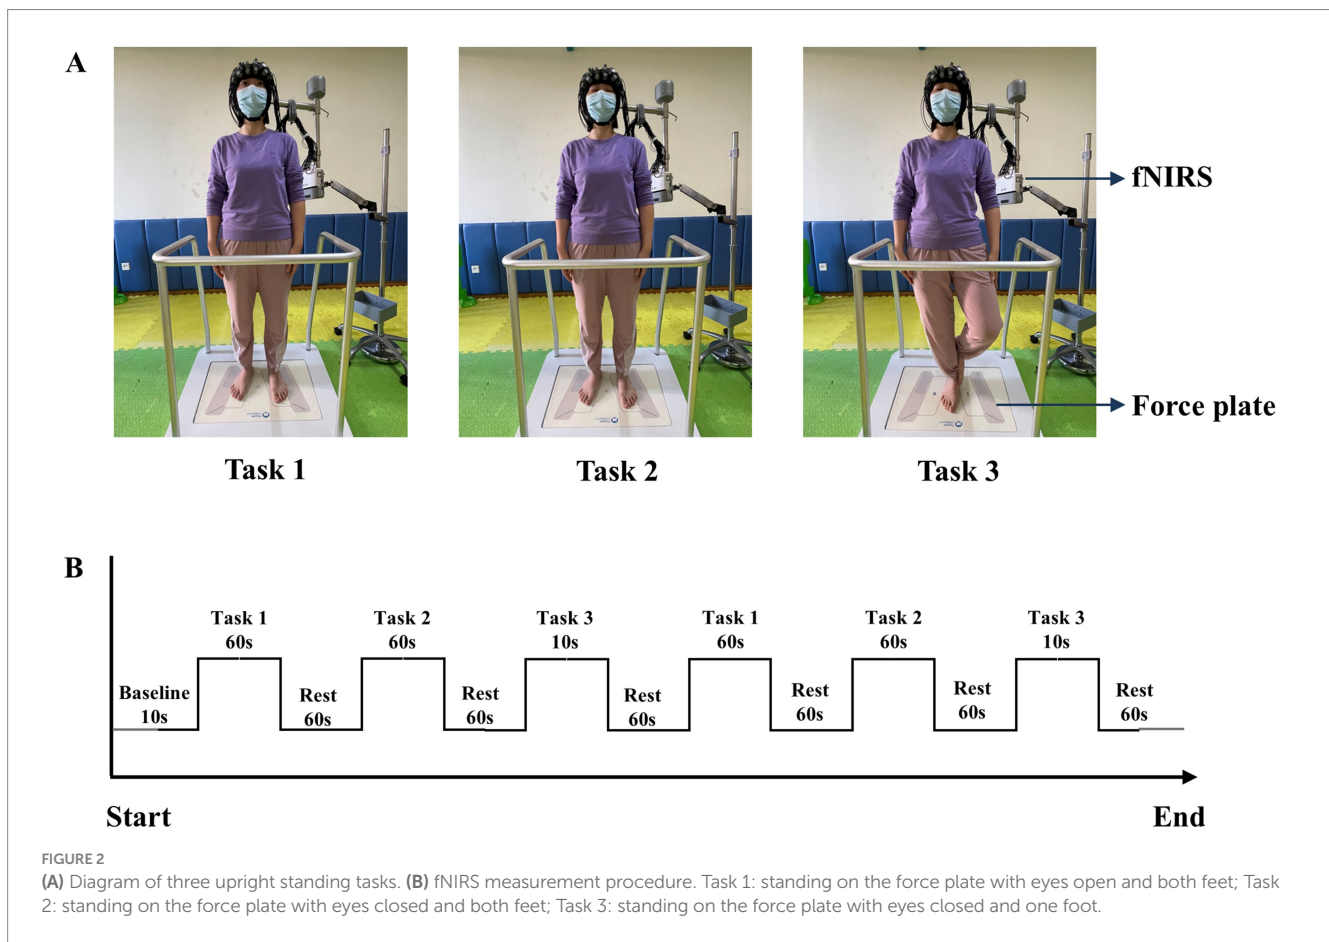 A
fNIRS
Force plate
Task 1
Task 2
Task 3
B
Task 1
60s
Task 2
60s
Task 3
10s
Task 1
60s
Task 2
60s
Task 3
10s
Baseline
10s
Rest
60s
Rest
60s
Rest
60s
Rest
60s
Rest
60s
Rest
60s
Start
End
FIGURE 2
(A) Diagram of three upright standing tasks. (B) fNIRS measurement procedure. Task 1: standing on the force plate with eyes open and both feet; Task
2: standing on the force plate with eyes closed and both feet; Task 3: standing on the force plate with eyes closed and one foot.